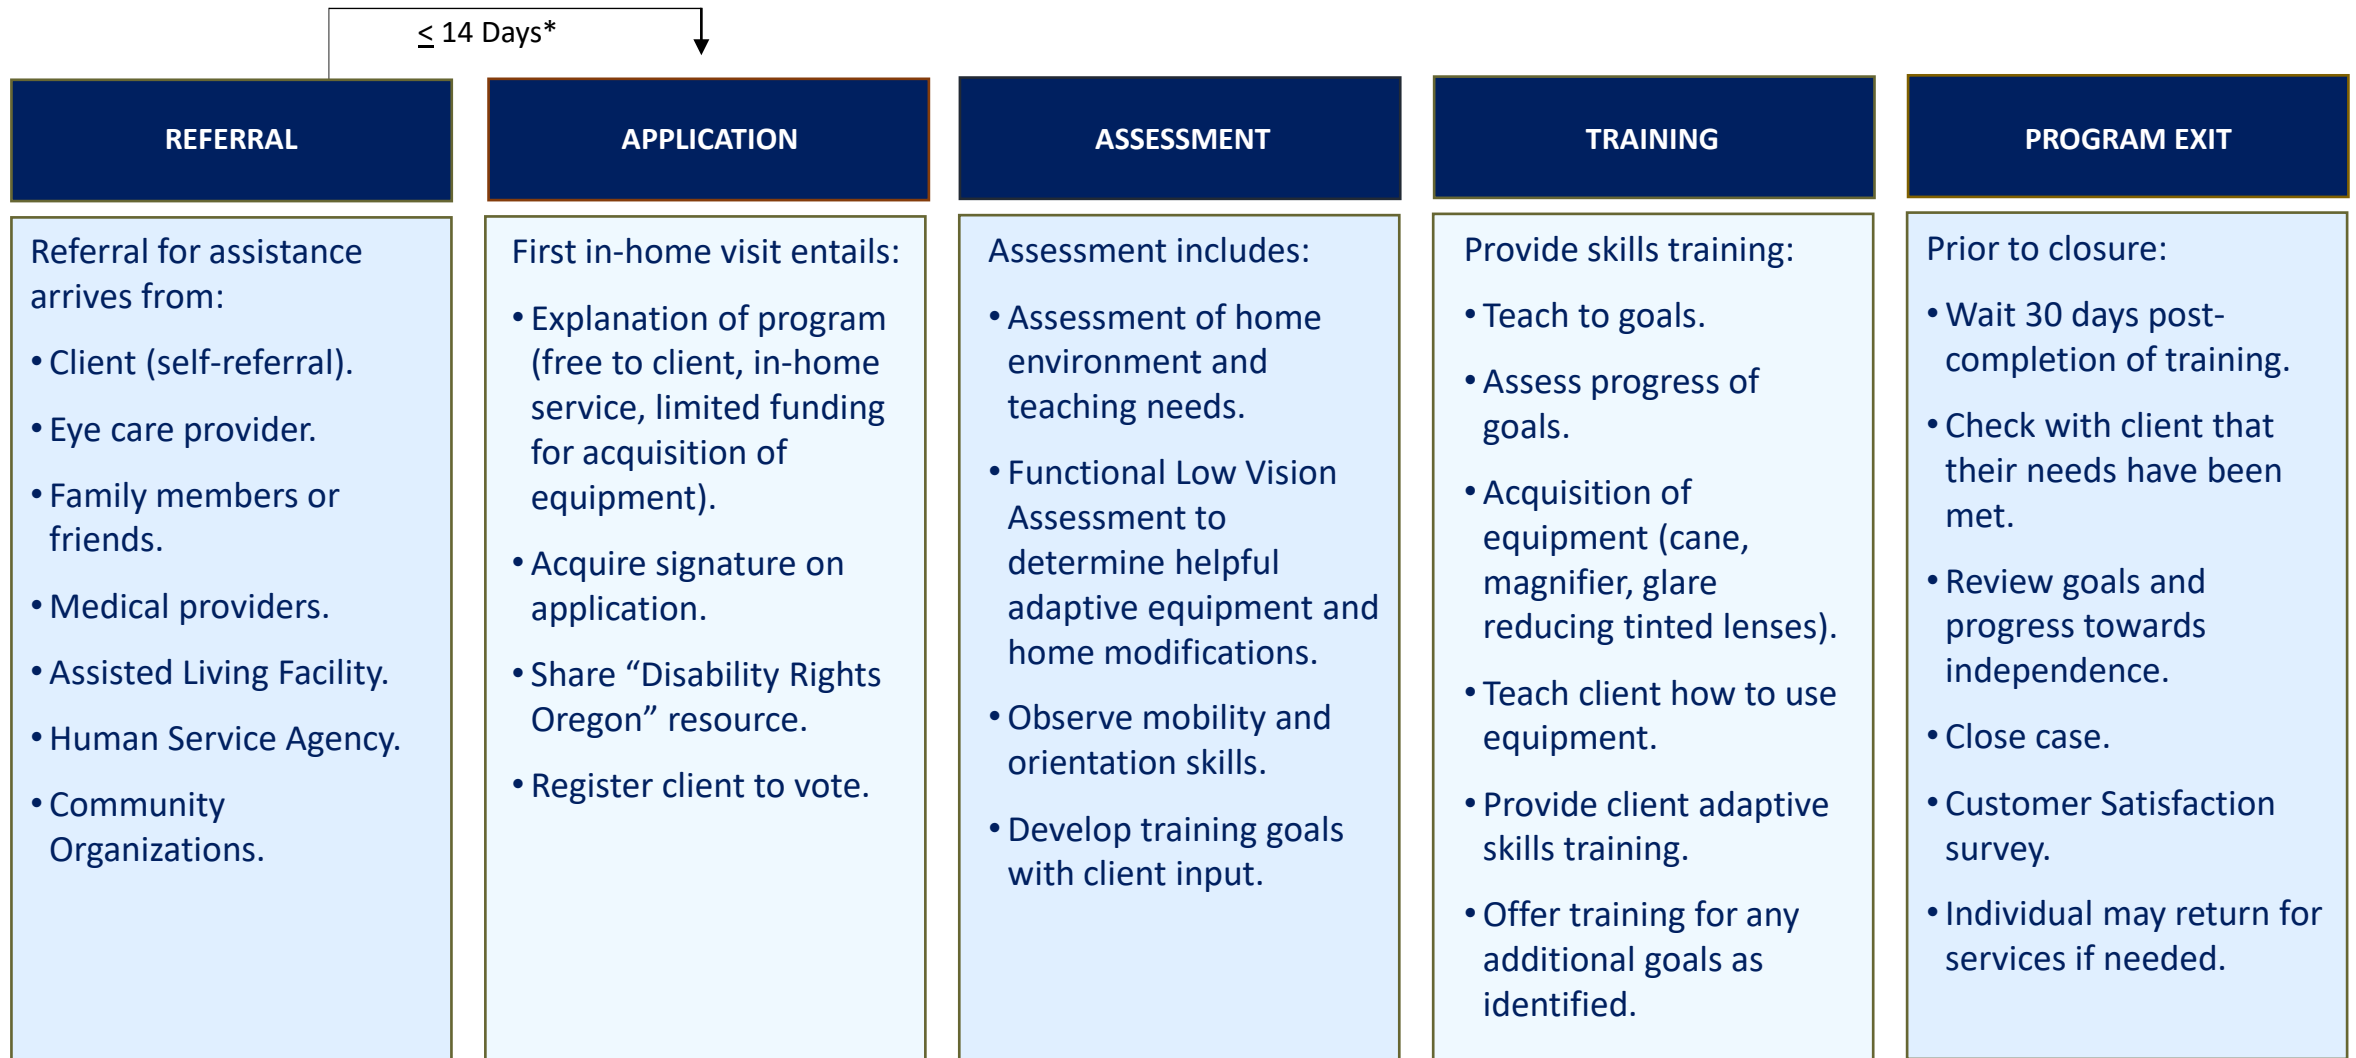 ≤ 14 Days*
REFERRAL
Referral for assistance
arrives from:
• Client (self-referral).
• Eye care provider.
• Family members or
friends.
• Medical providers.
• Assisted Living Facility.
• Human Service Agency.
• Community
Organizations.
APPLICATION
First in-home visit entails:
• Explanation of program
(free to client, in-home
service, limited funding
for acquisition of
equipment).
• Acquire signature on
application.
• Share “Disability Rights
Oregon” resource.
• Register client to vote.
ASSESSMENT
Assessment includes:
• Assessment of home
environment and
teaching needs.
• Functional Low Vision
Assessment to
determine helpful
adaptive equipment and
home modifications.
• Observe mobility and
orientation skills.
• Develop training goals
with client input.
TRAINING
Provide skills training:
• Teach to goals.
• Assess progress of
goals.
• Acquisition of
equipment (cane,
magnifier, glare
reducing tinted lenses).
• Teach client how to use
equipment.
• Provide client adaptive
skills training.
• Offer training for any
additional goals as
identified.
PROGRAM EXIT
Prior to closure:
• Wait 30 days post-
completion of training.
• Check with client that
their needs have been
met.
• Review goals and
progress towards
independence.
• Close case.
• Customer Satisfaction
survey.
• Individual may return for
services if needed.